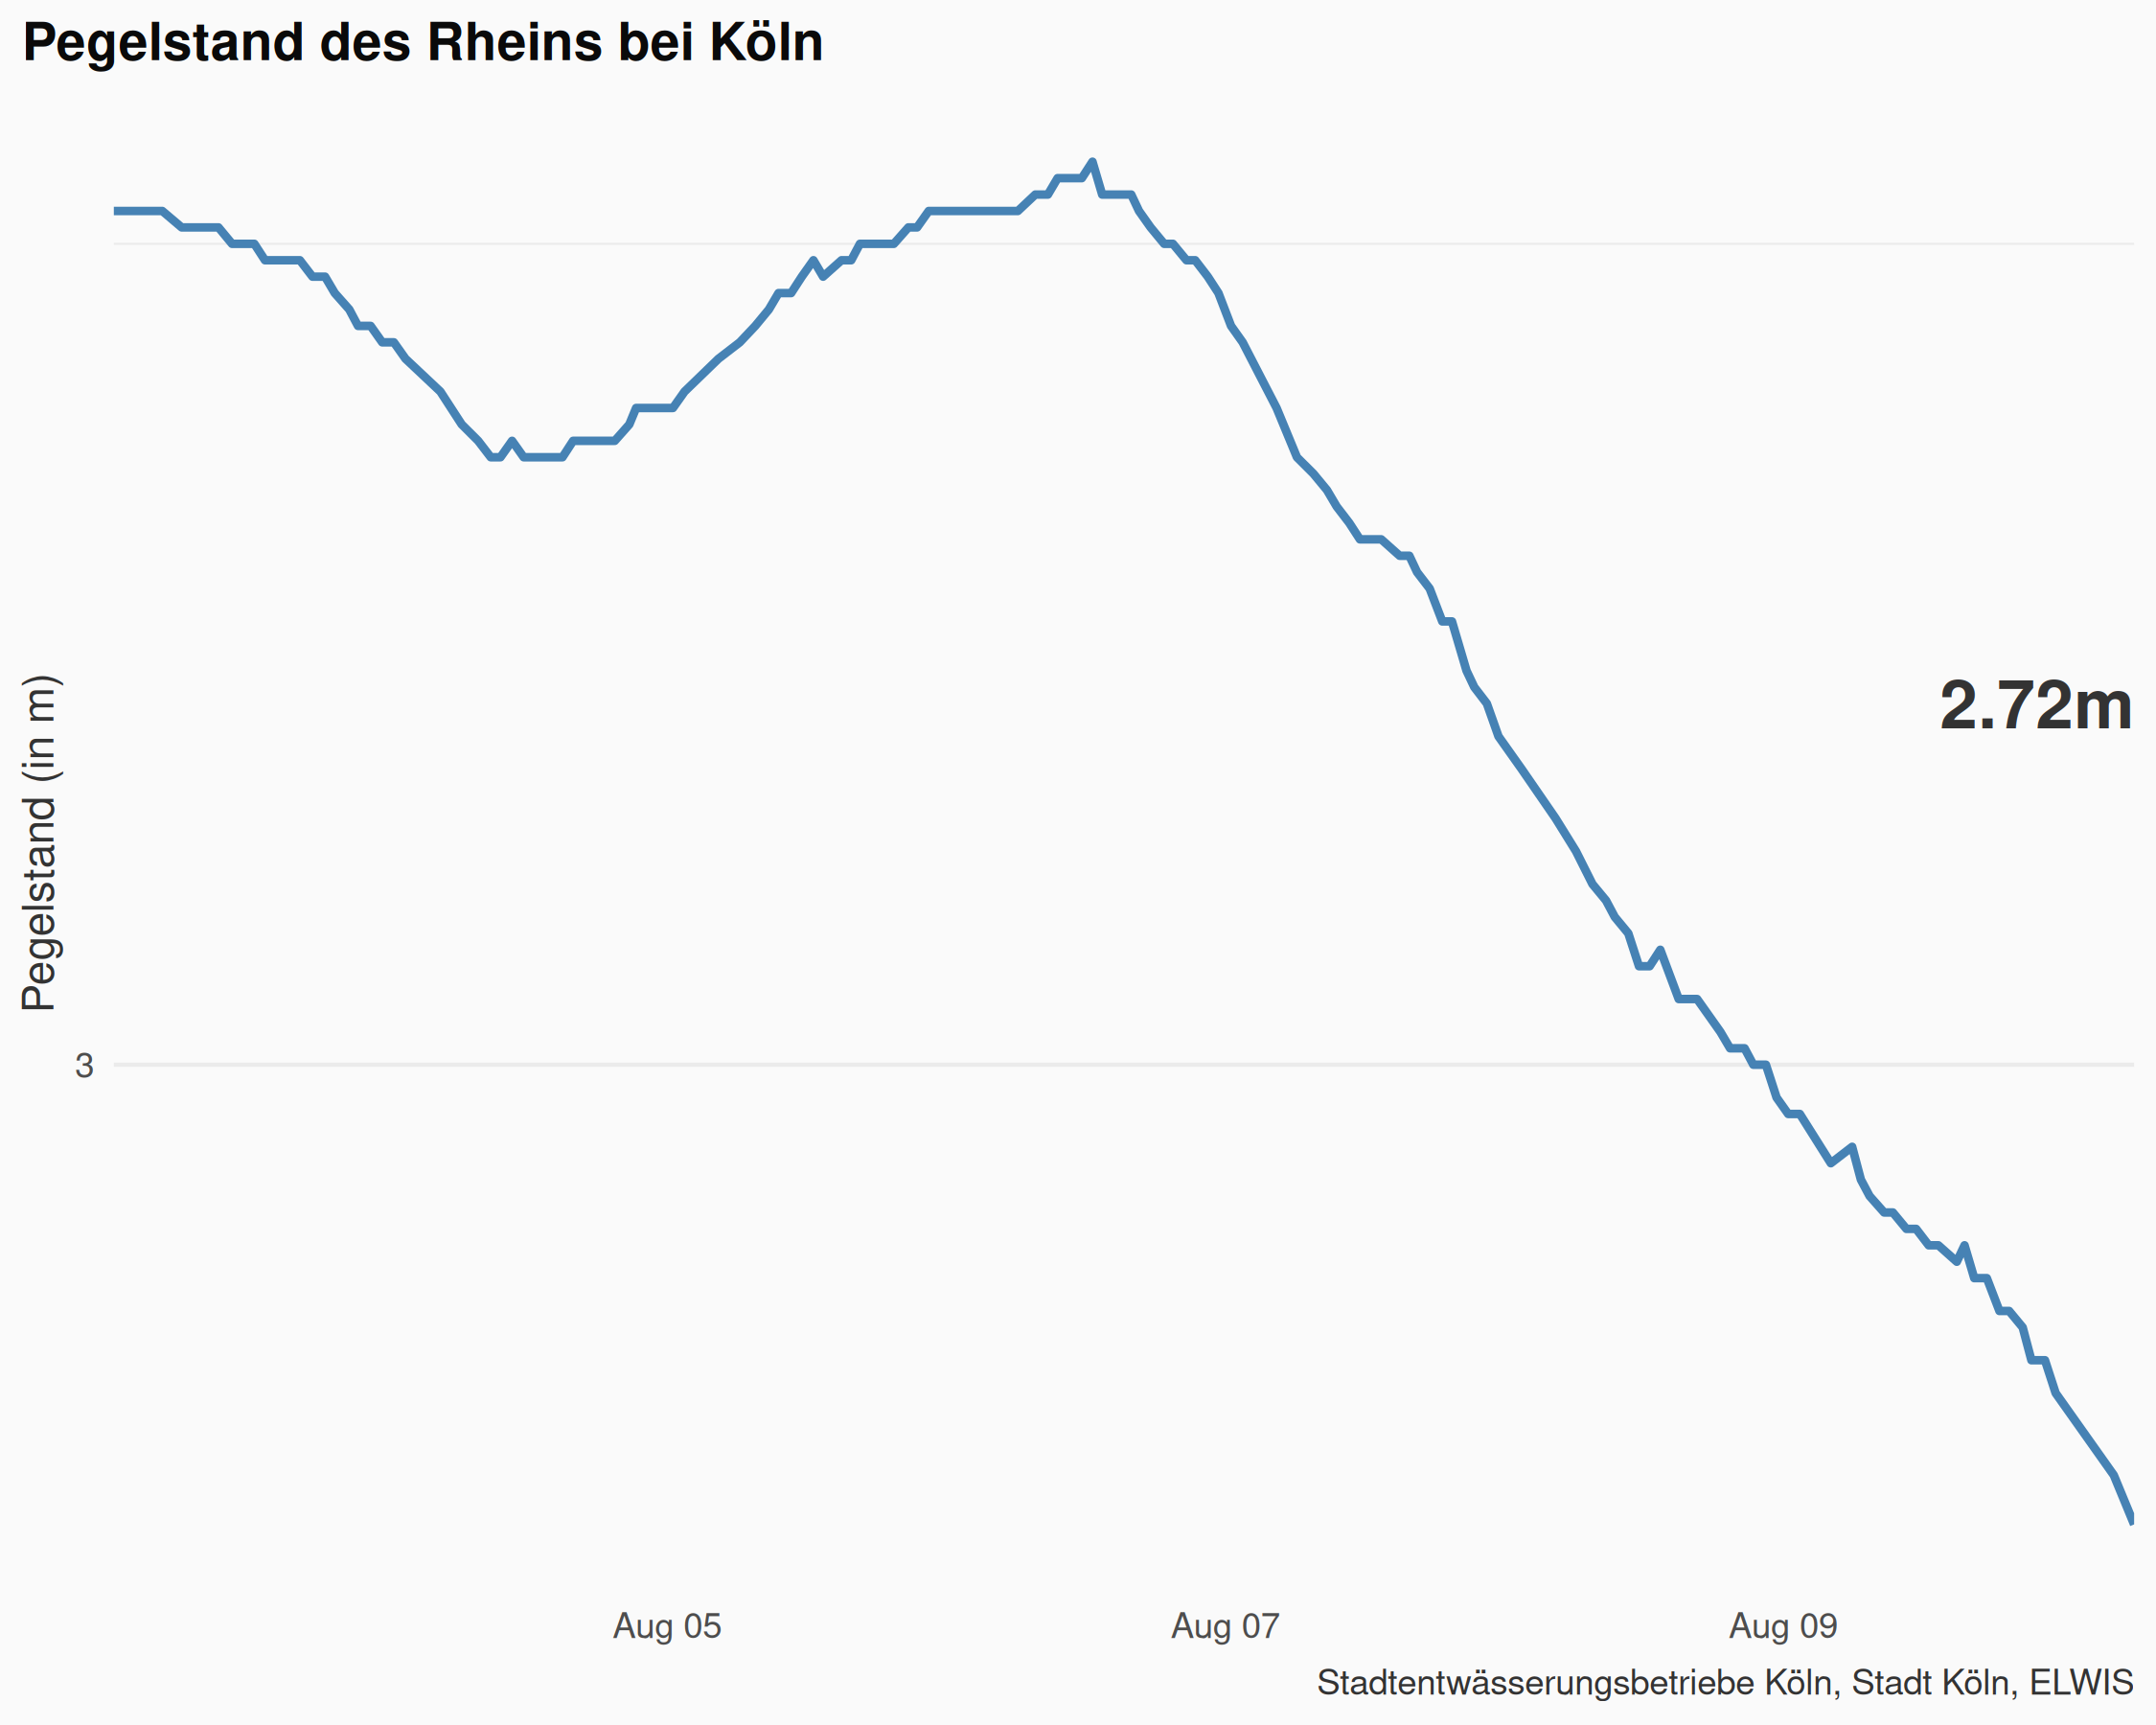 Pegelstand des Rheins bei Köln
Pegelstand (in m)
2.72m
3
Aug 05
Aug 07
Aug 09
Stadtentwässerungsbetriebe Köln, Stadt Köln, ELWIS